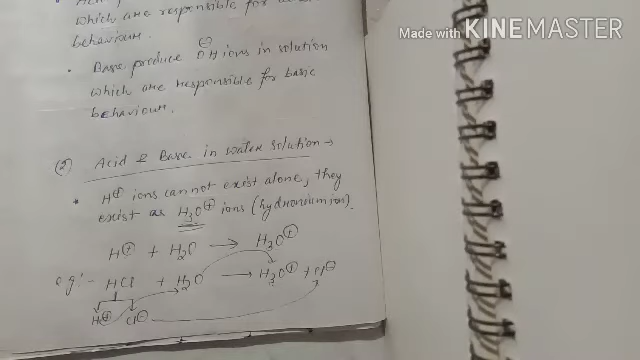 which are responsible for
behaviour.
Made with KINEMASTER
• Base produce OH⊖ ions in solution
which are responsible for basic
behaviour.
(2) Acid & Base in water solution →
• H⊕ ions cannot exist alone, they
exist as H₃O⊕ ions (hydronium ion).
H⊕ + H₂O → H₃O⊕
e.g:- HCl + H₂O → H₃O⊕ + Cl⊖
H⊕ Cl⊖